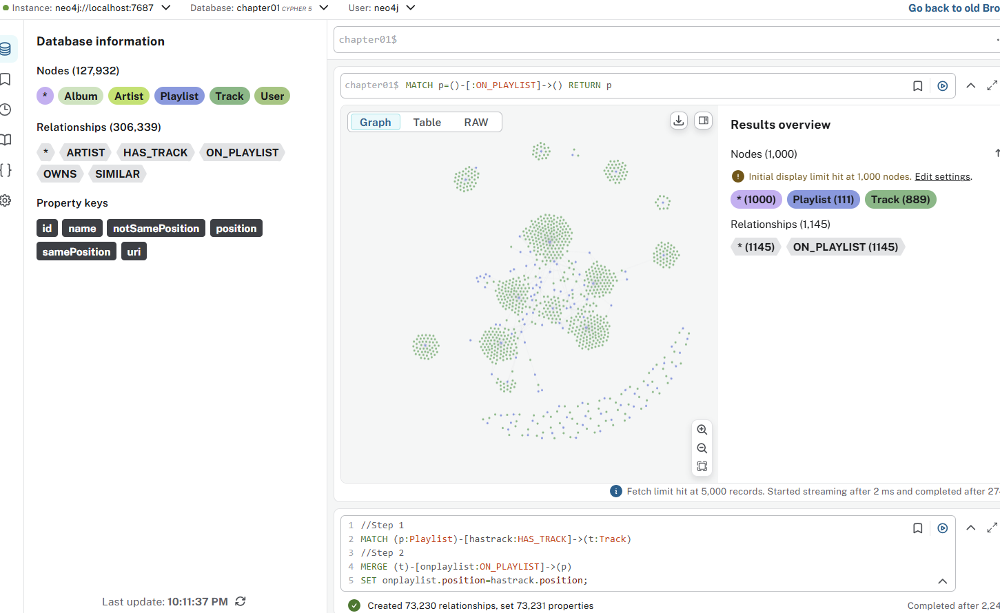 Instance: neo4j://localhost:7687 Database: chapter01 CYPHER 5 User: neo4j Go back to old Bro
Database information
Nodes (127,932)
* Album Artist Playlist Track User
Relationships (306,339)
* ARTIST HAS_TRACK ON_PLAYLIST
OWNS SIMILAR
Property keys
id name notSamePosition position
samePosition uri
Last update: 10:11:37 PM
chapter01$
chapter01$ MATCH p=()-[:ON_PLAYLIST]->() RETURN p
Graph Table RAW
Results overview
Nodes (1,000)
Initial display limit hit at 1,000 nodes. Edit settings.
* (1000) Playlist (111) Track (889)
Relationships (1,145)
* (1145) ON_PLAYLIST (1145)
Fetch limit hit at 5,000 records. Started streaming after 2 ms and completed after 27
1 //Step 1
2 MATCH (p:Playlist)-[hastrack:HAS_TRACK]->(t:Track)
3 //Step 2
4 MERGE (t)-[onplaylist:ON_PLAYLIST]->(p)
5 SET onplaylist.position=hastrack.position;
Created 73,230 relationships, set 73,231 properties
Completed after 2,24